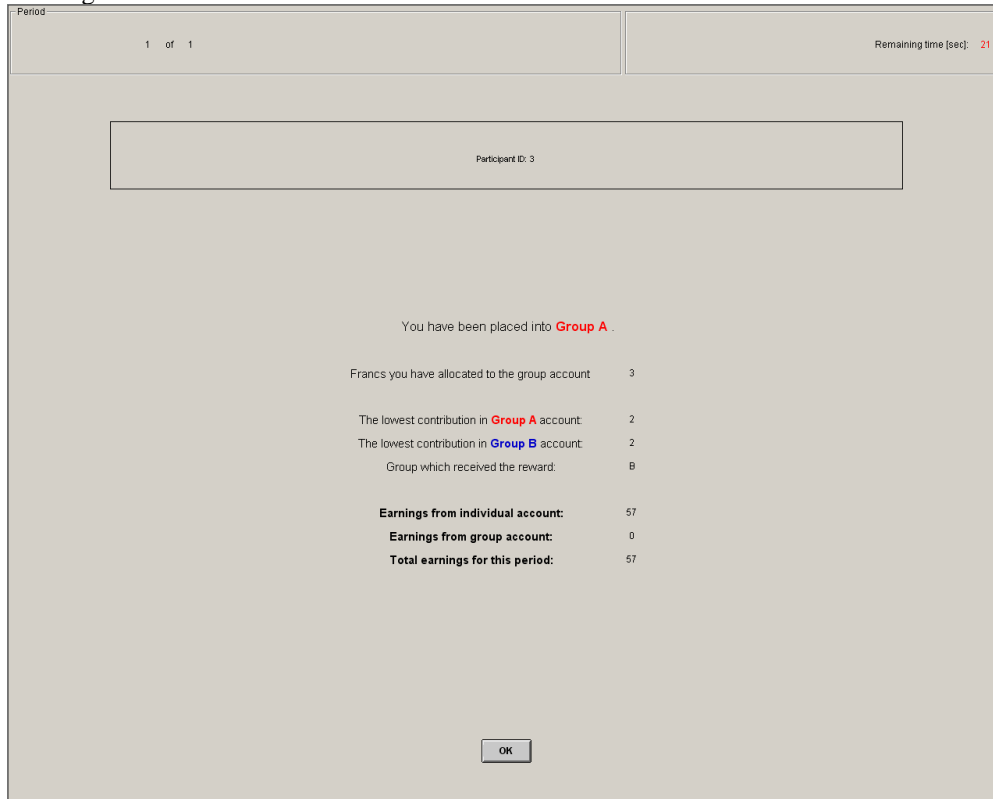 Period
1 of 1
Remaining time [sec]: 21
Participant ID: 3
You have been placed into Group A .
Francs you have allocated to the group account 3
The lowest contribution in Group A account: 2
The lowest contribution in Group B account: 2
Group which received the reward: B
Earnings from individual account: 57
Earnings from group account: 0
Total earnings for this period: 57
OK